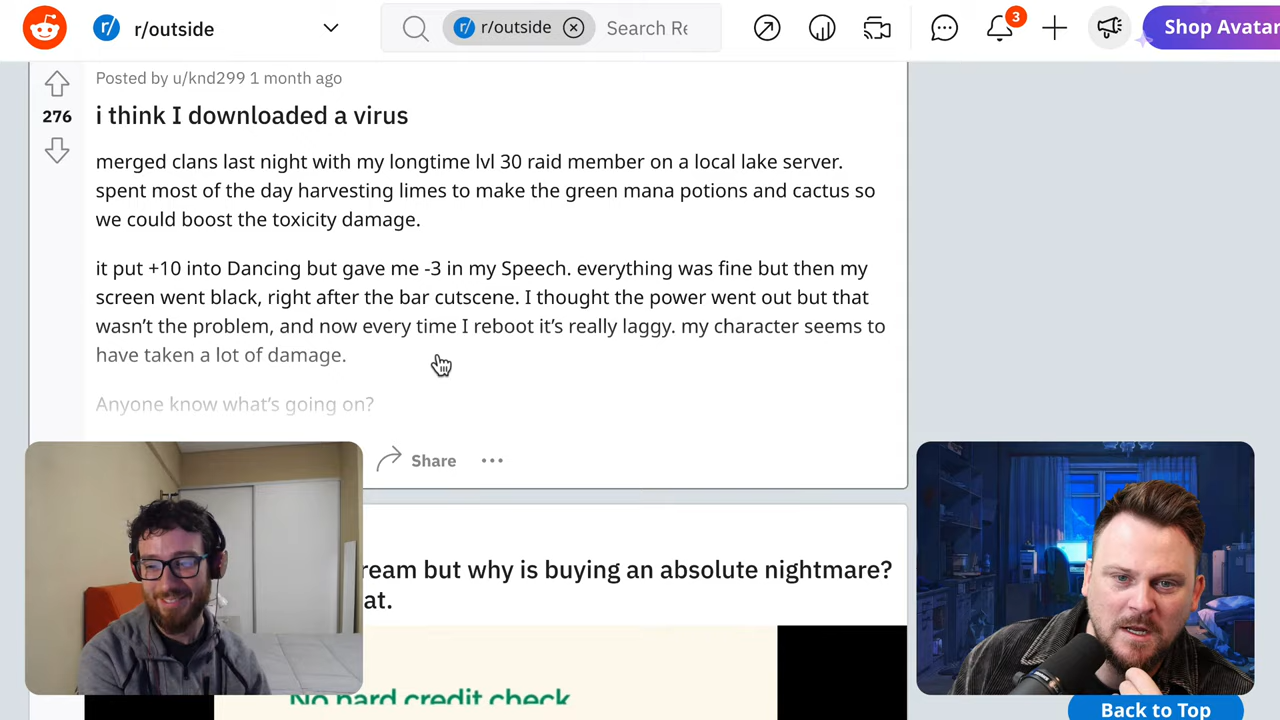 r/outside
r/outside
Search Re
3
Shop Avatar
Posted by u/knd299 1 month ago
276
i think I downloaded a virus
merged clans last night with my longtime lvl 30 raid member on a local lake server.
spent most of the day harvesting limes to make the green mana potions and cactus so
we could boost the toxicity damage.
it put +10 into Dancing but gave me -3 in my Speech. everything was fine but then my
screen went black, right after the bar cutscene. I thought the power went out but that
wasn't the problem, and now every time I reboot it's really laggy. my character seems to
have taken a lot of damage.
Anyone know what's going on?
Share
ream but why is buying an absolute nightmare?
at.
No hard credit check
Back to Top